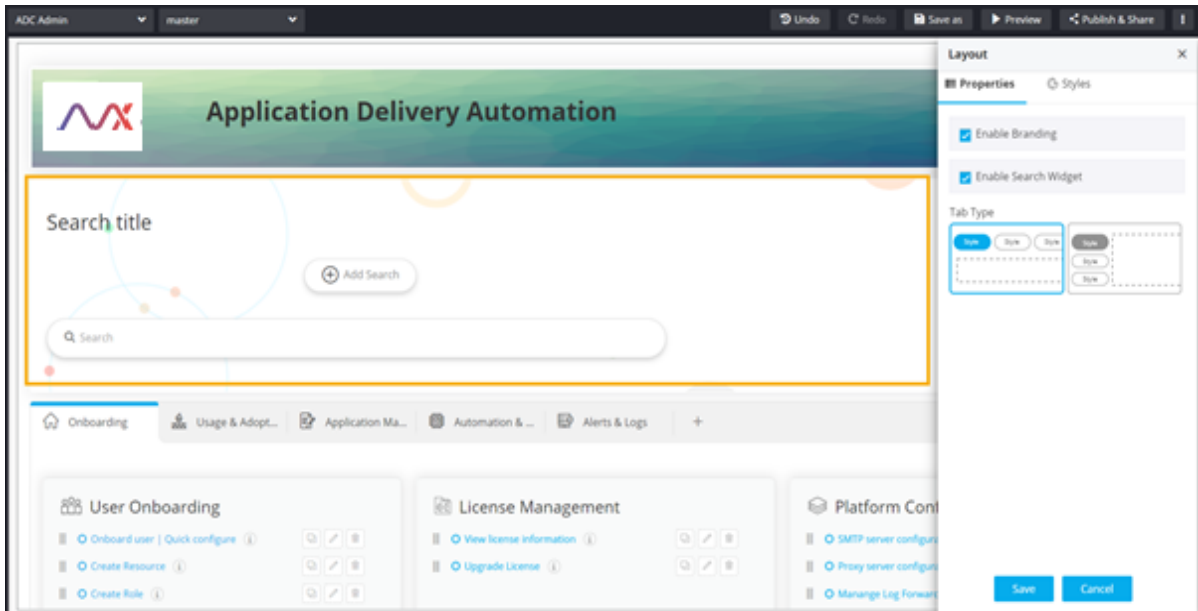 ADC Admin master Undo Redo Save as Preview Publish & Share
Layout
Properties Styles
Application Delivery Automation
Enable Branding
Enable Search Widget
Search title
Tab Type
Style Style Style Style
Style
Style
Add Search
Search
Onboarding Usage & Adopt... Application Ma... Automation & ... Alerts & Logs
User Onboarding License Management Platform Conf
Onboard user | Quick configure View license information SMTP server configura
Create Resource Upgrade License Proxy server configura
Create Role Manange Log Forward
Save Cancel